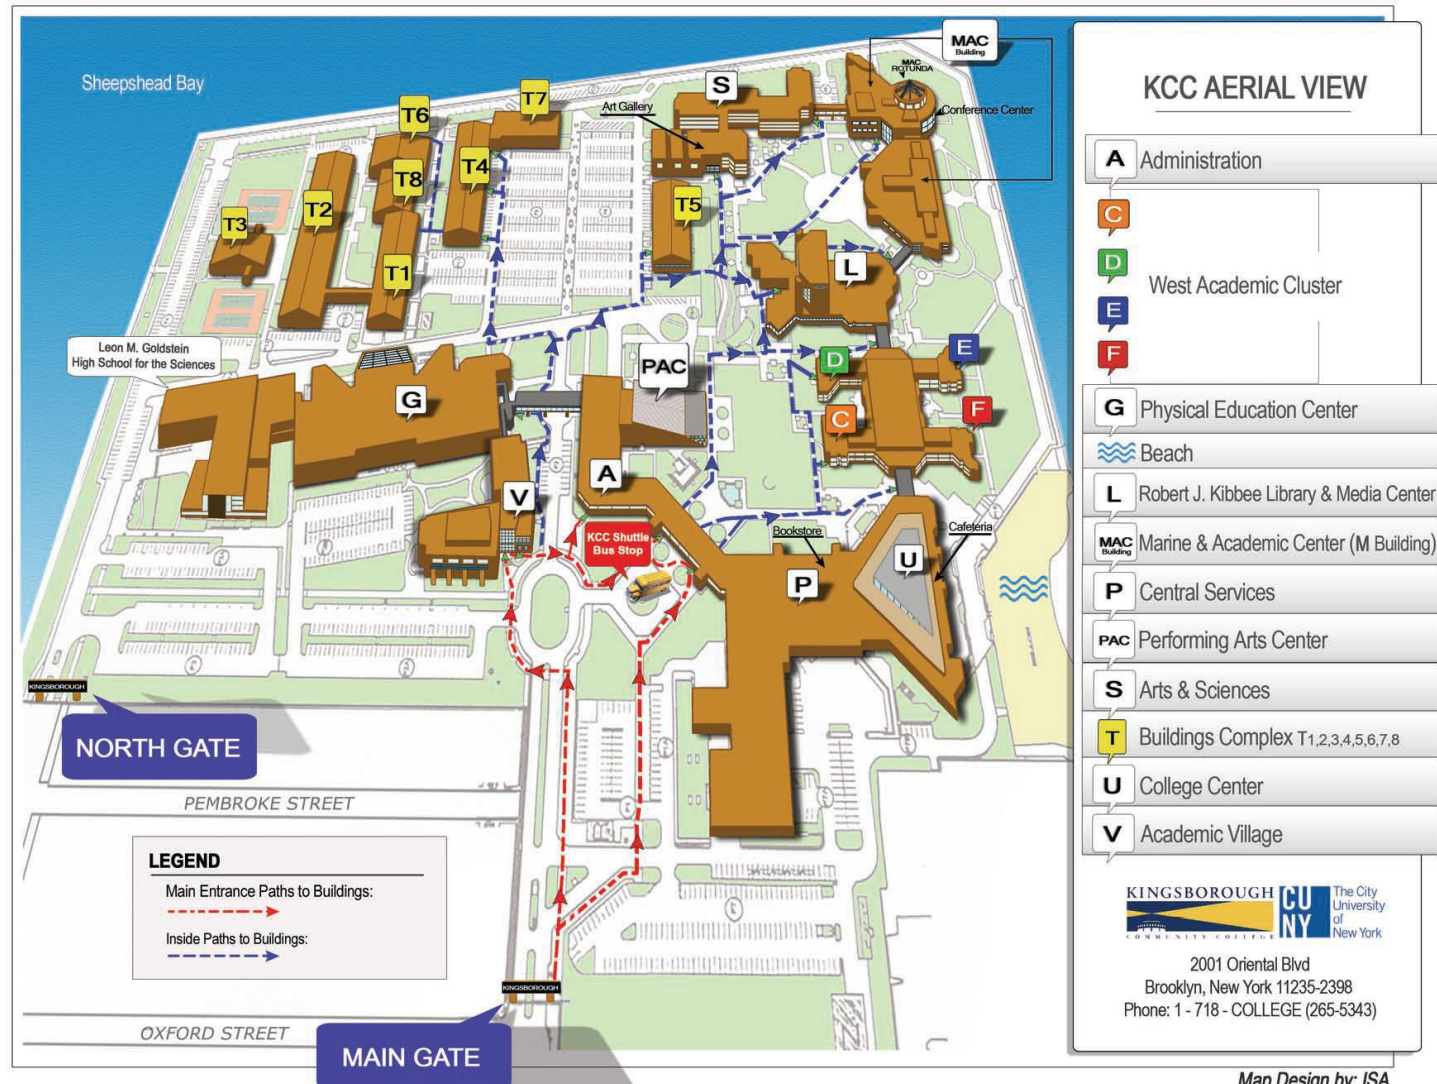 Sheepshead Bay
MAC
Building
MAC
ROTUNDA
S
Art Gallery
Conference Center
T7
T6
T4
T8
T2
T3
T1
T5
L
Leon M. Goldstein
High School for the Sciences
G
PAC
D
E
C
F
A
V
KCC Shuttle
Bus Stop
Bookstore
Cafeteria
P
U
KINGSBOROUGH
NORTH GATE
PEMBROKE STREET
LEGEND
Main Entrance Paths to Buildings:
Inside Paths to Buildings:
KINGSBOROUGH
OXFORD STREET
MAIN GATE
KCC AERIAL VIEW
A Administration
C
D
West Academic Cluster
E
F
G Physical Education Center
Beach
L Robert J. Kibbee Library & Media Center
MAC Building Marine & Academic Center (M Building)
P Central Services
PAC Performing Arts Center
S Arts & Sciences
T Buildings Complex T1,2,3,4,5,6,7,8
U College Center
V Academic Village
KINGSBOROUGH
COMMUNITY COLLEGE
CU
NY
The City
University
of
New York
2001 Oriental Blvd
Brooklyn, New York 11235-2398
Phone: 1 - 718 - COLLEGE (265-5343)
Map Design by: ISA